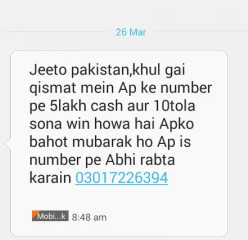 26 Mar
Jeeto pakistan,khul gai
qismat mein Ap ke number
pe 5lakh cash aur 10tola
sona win howa hai Apko
bahot mubarak ho Ap is
number pe Abhi rabta
karain 03017226394
Mobi...k 8:48 am